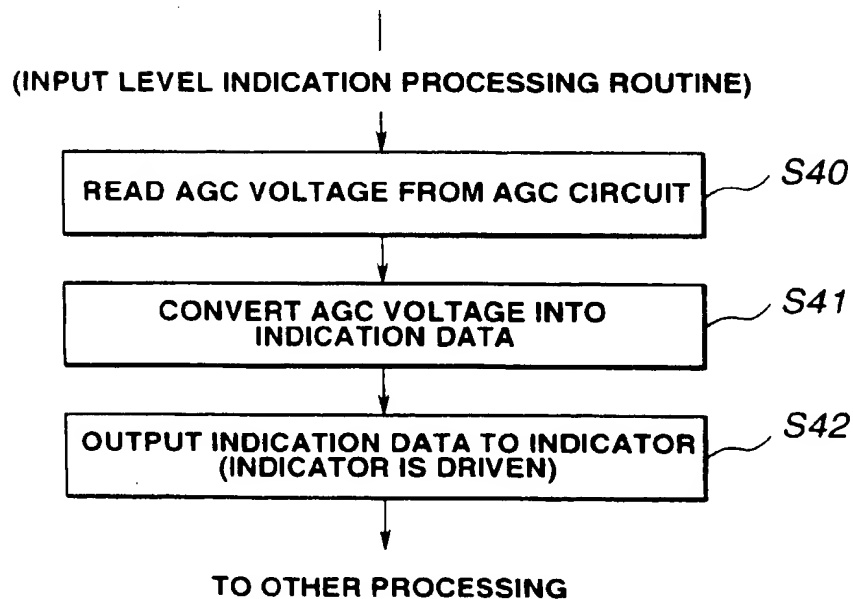 (INPUT LEVEL INDICATION PROCESSING ROUTINE)
READ AGC VOLTAGE FROM AGC CIRCUIT
S40
CONVERT AGC VOLTAGE INTO
INDICATION DATA
S41
OUTPUT INDICATION DATA TO INDICATOR
(INDICATOR IS DRIVEN)
S42
TO OTHER PROCESSING